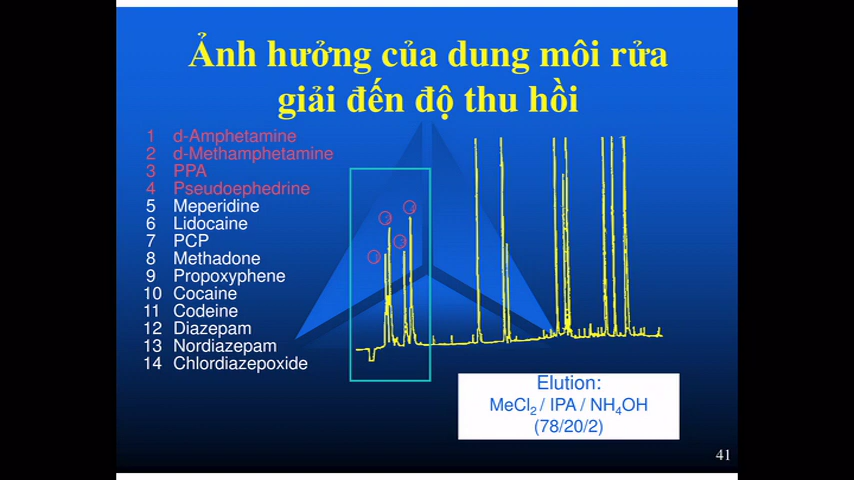 Ảnh hưởng của dung môi rửa
giải đến độ thu hồi
1 d-Amphetamine
2 d-Methamphetamine
3 PPA
4 Pseudoephedrine
5 Meperidine
6 Lidocaine
7 PCP
8 Methadone
9 Propoxyphene
10 Cocaine
11 Codeine
12 Diazepam
13 Nordiazepam
14 Chlordiazepoxide
Elution:
MeCl₂ / IPA / NH₄OH
(78/20/2)
41